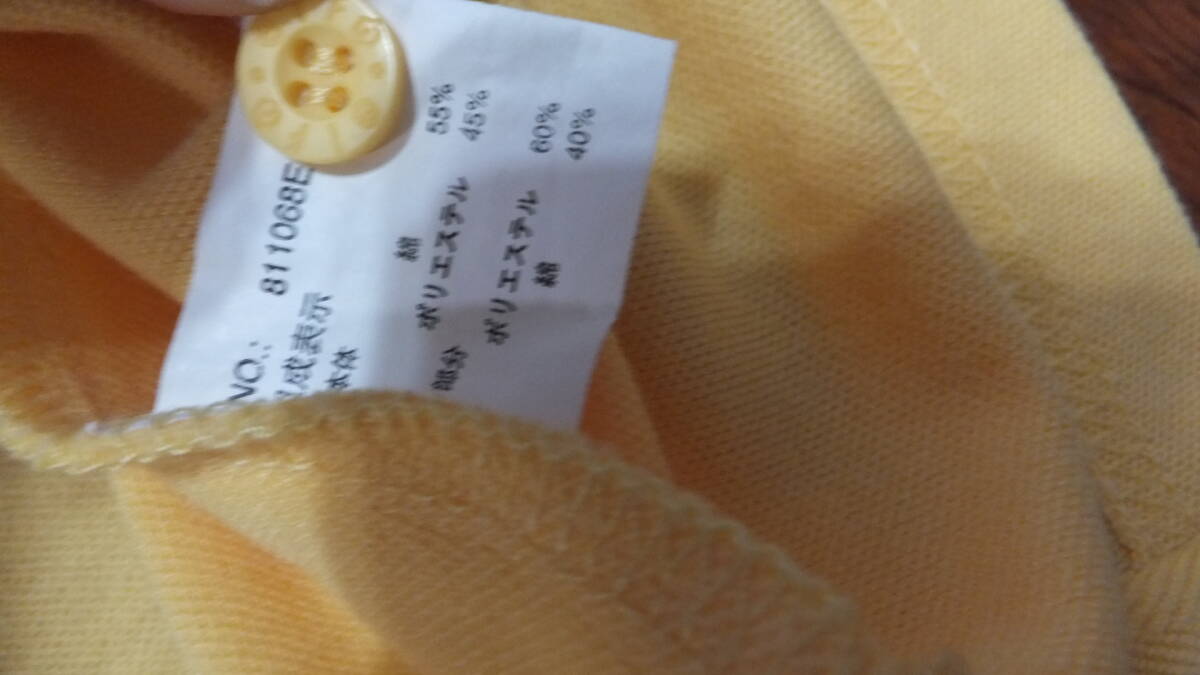 NO.: 811068E
成表示
本体 綿 55%
ポリエステル 45%
部分 ポリエステル 60%
綿 40%